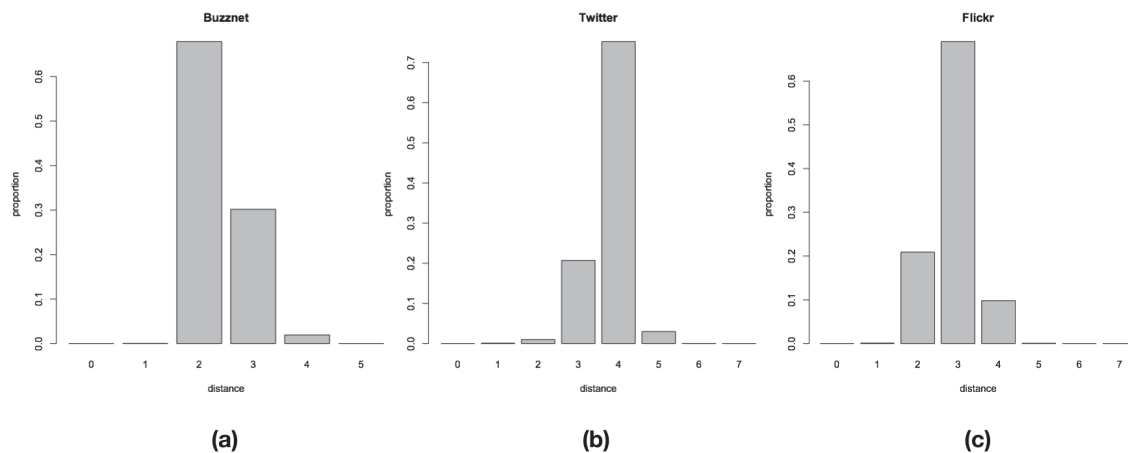 Buzznet
proportion
0.0 0.1 0.2 0.3 0.4 0.5 0.6
0 1 2 3 4 5
distance
(a)
Twitter
proportion
0.0 0.1 0.2 0.3 0.4 0.5 0.6 0.7
0 1 2 3 4 5 6 7
distance
(b)
Flickr
proportion
0.0 0.1 0.2 0.3 0.4 0.5 0.6
0 1 2 3 4 5 6 7
distance
(c)